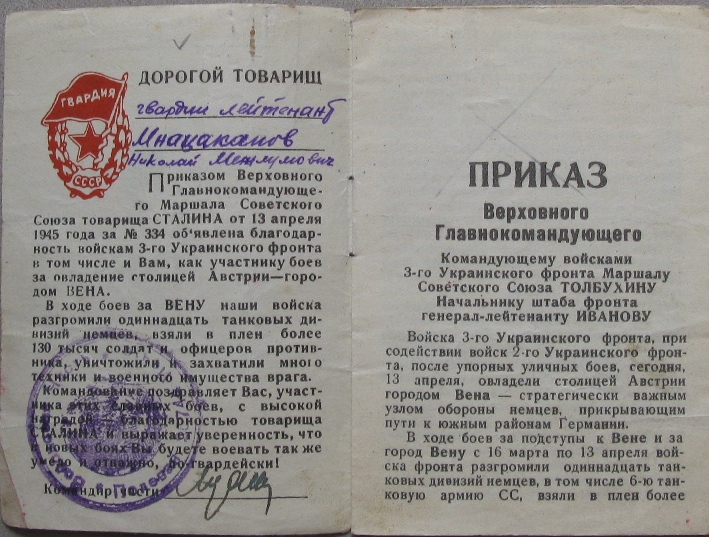 ГВАРДИЯ
СССР
ДОРОГОЙ ТОВАРИЩ
гвардии лейтенант
Мнацаканов
Николай Межлумович
Приказом Верховного
Главнокомандующе-
го Маршала Советского
Союза товарища СТАЛИНА от 13 апреля
1945 года за № 334 об‘явлена благодар-
ность войскам 3-го Украинского фронта
в том числе и Вам, как участнику боев
за овладение столицей Австрии—горо-
дом ВЕНА.
В ходе боев за ВЕНУ наши войска
разгромили одиннадцать танковых ди-
визий немцев, взяли в плен более
130 тысяч солдат и офицеров против-
ника, уничтожили и захватили много
техники и военного имущества врага.
Командование поздравляет Вас, участ-
ника этих славных боев, с высокой
наградой—благодарностью товарища
СТАЛИНА и выражает уверенность, что
в новых боях Вы будете воевать так же
умело и отважно, по-гвардейски!
Командир части
ПРИКАЗ
Верховного
Главнокомандующего
Командующему войсками
3-го Украинского фронта Маршалу
Советского Союза ТОЛБУХИНУ
Начальнику штаба фронта
генерал-лейтенанту ИВАНОВУ
Войска 3-го Украинского фронта, при
содействии войск 2-го Украинского фрон-
та, после упорных уличных боев, сегодня,
13 апреля, овладели столицей Австрии
городом Вена — стратегически важным
узлом обороны немцев, прикрывающим
пути к южным районам Германии.
В ходе боев за подступы к Вене и за
город Вену с 16 марта по 13 апреля вой-
ска фронта разгромили одиннадцать тан-
ковых дивизий немцев, в том числе 6-ю тан-
ковую армию СС, взяли в плен более